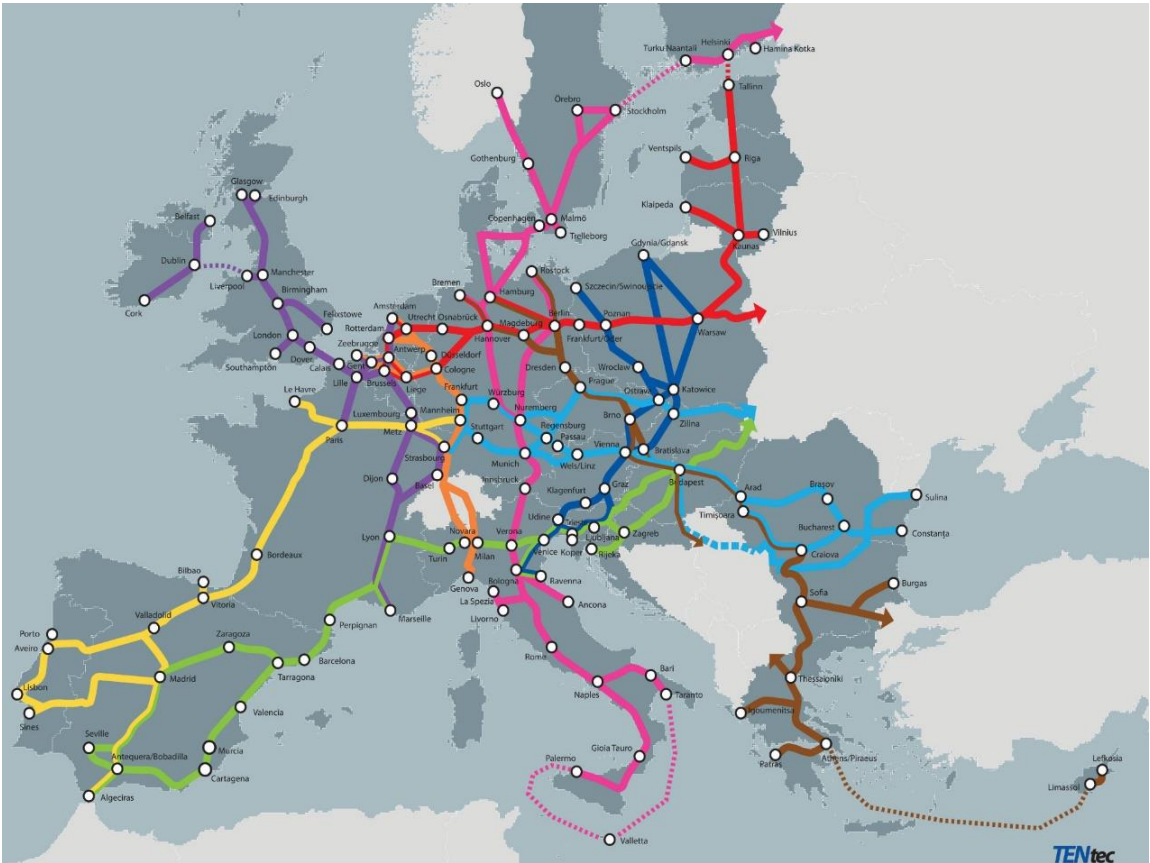 Turku Naantali
Helsinki
Hamina Kotka
Oslo
Örebro
Stockholm
Tallinn
Gothenburg
Ventspils
Riga
Glasgow
Edinburgh
Klaipeda
Belfast
Copenhagen
Malmö
Trelleborg
Kaunas
Vilnius
Gdynia/Gdansk
Dublin
Liverpool
Manchester
Cork
Birmingham
Felixstowe
London
Dover
Southampton
Calais
Rostock
Bremen
Hamburg
Szczecin/Swinoujscie
Amsterdam
Utrecht
Osnabrück
Rotterdam
Zeebrugge
Antwerp
Gent
Düsseldorf
Cologne
Lille
Brussels
Liege
Hannover
Magdeburg
Berlin
Frankfurt/Oder
Poznan
Warsaw
Dresden
Wrocław
Prague
Ostrava
Katowice
Le Havre
Frankfurt
Würzburg
Luxembourg
Mannheim
Nuremberg
Regensburg
Brno
Zilina
Paris
Metz
Stuttgart
Passau
Vienna
Bratislava
Strasbourg
Munich
Wels/Linz
Dijon
Basel
Innsbruck
Klagenfurt
Graz
Budapest
Arad
Braşov
Sulina
Timişoara
Bucharest
Constanţa
Craiova
Udine
Ljubljana
Zagreb
Lyon
Novara
Turin
Milan
Verona
Venice
Koper
Rijeka
Bordeaux
Genova
Bologna
Ravenna
La Spezia
Livorno
Ancona
Bilbao
Vitoria
Marseille
Sofia
Burgas
Porto
Aveiro
Valladolid
Zaragoza
Perpignan
Barcelona
Tarragona
Madrid
Roma
Naples
Bari
Taranto
Lisbon
Sines
Valencia
Thessaloniki
Igoumenitsa
Seville
Antequera/Bobadilla
Murcia
Cartagena
Algeciras
Palermo
Gioia Tauro
Patras
Athens/Piraeus
Lefkosia
Limassol
Valletta
TENtec